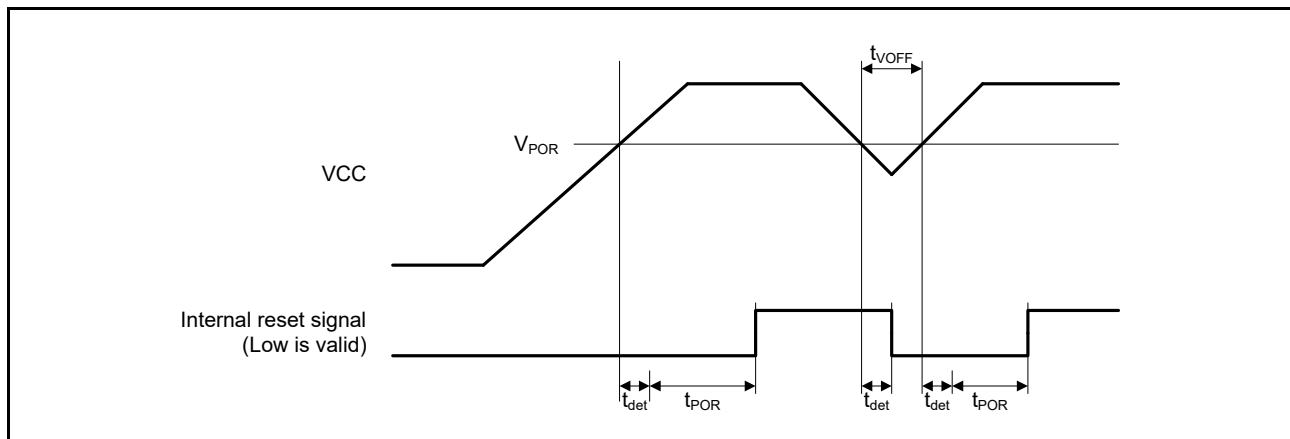 tVOFF
VPOR
VCC
Internal reset signal
(Low is valid)
tdet
tPOR
tdet
tdet
tPOR